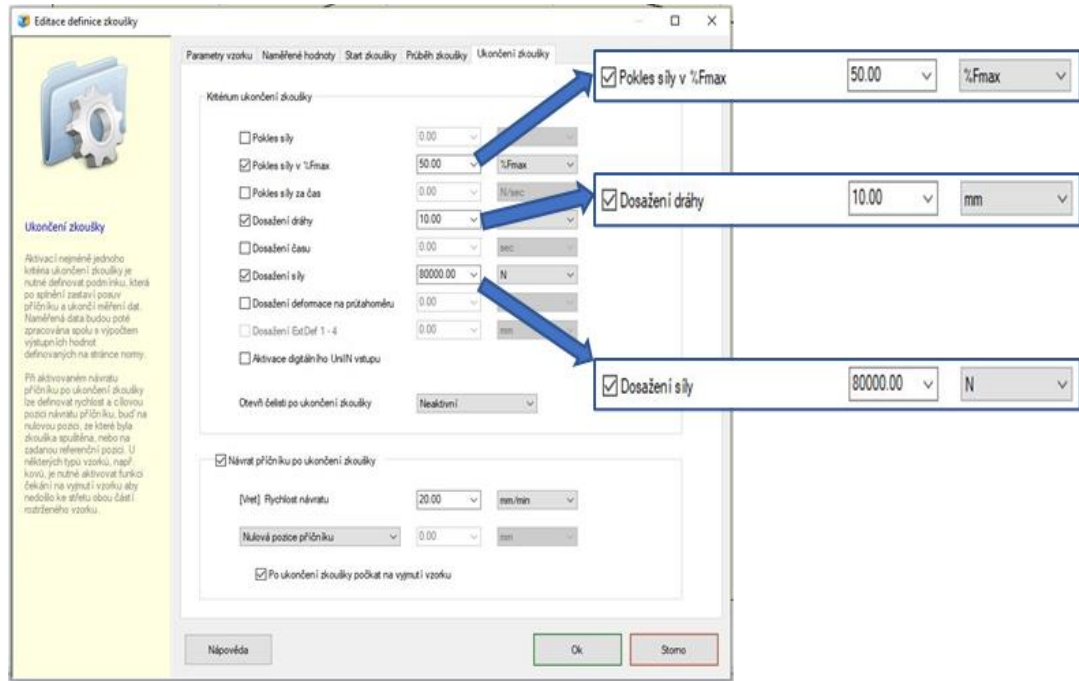 Editace definice zkoušky
Parametry vzorku Naměřené hodnoty Start zkoušky Průběh zkoušky Ukončení zkoušky
Kritérium ukončení zkoušky
Pokles síly 0.00
Pokles síly v %Fmax 50.00 %Fmax
Pokles síly za čas 0.00 N/sec
Dosažení dráhy 10.00
Dosažení času 0.00 sec
Dosažení síly 80000.00 N
Dosažení deformace na průtahoměru 0.00
Dosažení ExtDef 1 - 4 0.00 mm
Aktivace digitálního UniIN vstupu
Otevři čelisti po ukončení zkoušky Neaktivní
Návrat příčníku po ukončení zkoušky
[Vret] Rychlost návratu 20.00 mm/min
Nulová pozice příčníku 0.00 mm
Po ukončení zkoušky počkat na vyjmutí vzorku
Nápověda Ok Storno
Ukončení zkoušky
Aktivací nejméně jednoho
kritéria ukončení zkoušky je
nutné definovat podmínku, která
po splnění zastaví posuv
příčníku a ukončí měření dat.
Naměřená data budou poté
zpracována spolu s výpočtem
výstupních hodnot
definovaných na stránce normy.
Při aktivovaném návratu
příčníku po ukončení zkoušky
lze definovat rychlost a cílovou
pozici návratu příčníku, buď na
nulovou pozici, ze které byla
zkouška spuštěna, nebo na
zadanou referenční pozici. U
některých typů vzorků, např.
kovů, je nutné aktivovat funkci
čekání na vyjmutí vzorku aby
nedošlo ke střetu obou částí
roztrženého vzorku.
Pokles síly v %Fmax 50.00 %Fmax
Dosažení dráhy 10.00 mm
Dosažení síly 80000.00 N